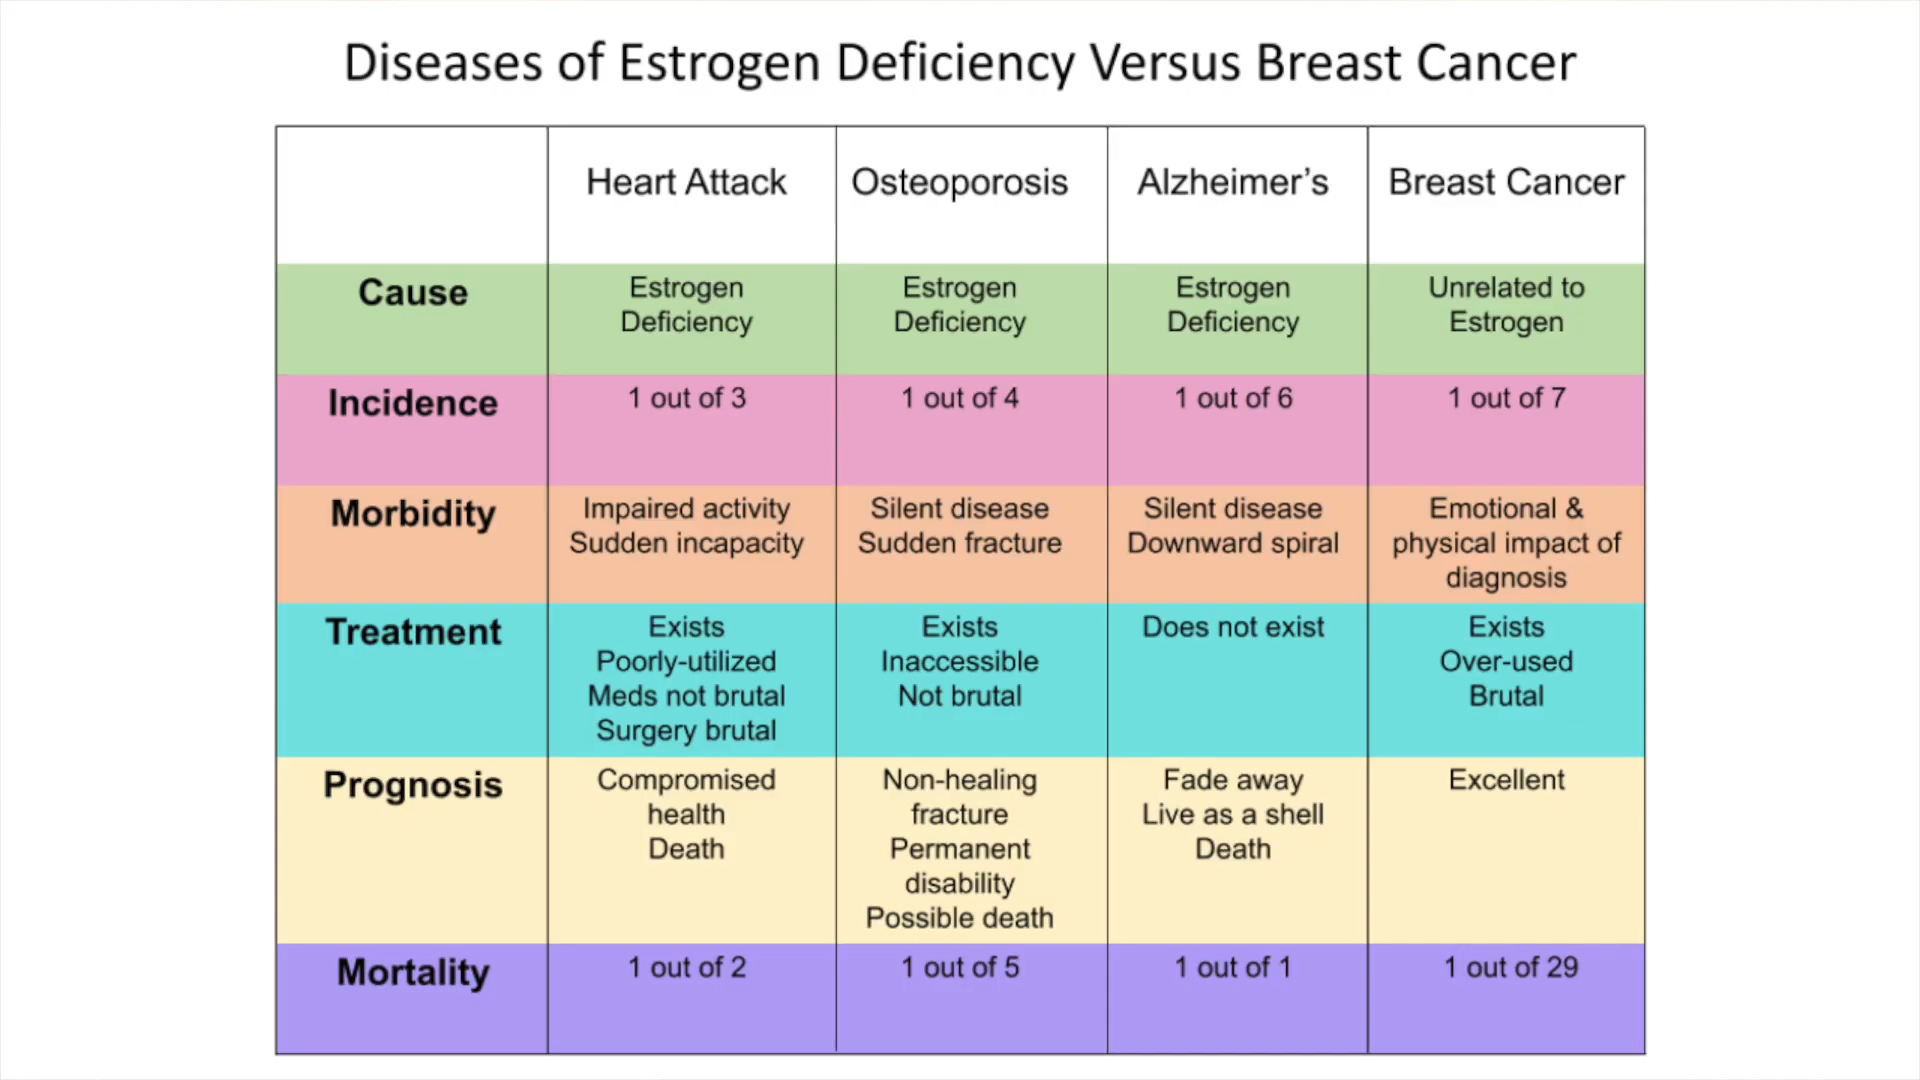 Diseases of Estrogen Deficiency Versus Breast Cancer
Heart Attack Osteoporosis Alzheimer’s Breast Cancer
Cause
Estrogen
Deficiency
Estrogen
Deficiency
Estrogen
Deficiency
Unrelated to
Estrogen
Incidence
1 out of 3
1 out of 4
1 out of 6
1 out of 7
Morbidity
Impaired activity
Sudden incapacity
Silent disease
Sudden fracture
Silent disease
Downward spiral
Emotional &
physical impact of
diagnosis
Treatment
Exists
Poorly-utilized
Meds not brutal
Surgery brutal
Exists
Inaccessible
Not brutal
Does not exist
Exists
Over-used
Brutal
Prognosis
Compromised
health
Death
Non-healing
fracture
Permanent
disability
Possible death
Fade away
Live as a shell
Death
Excellent
Mortality
1 out of 2
1 out of 5
1 out of 1
1 out of 29